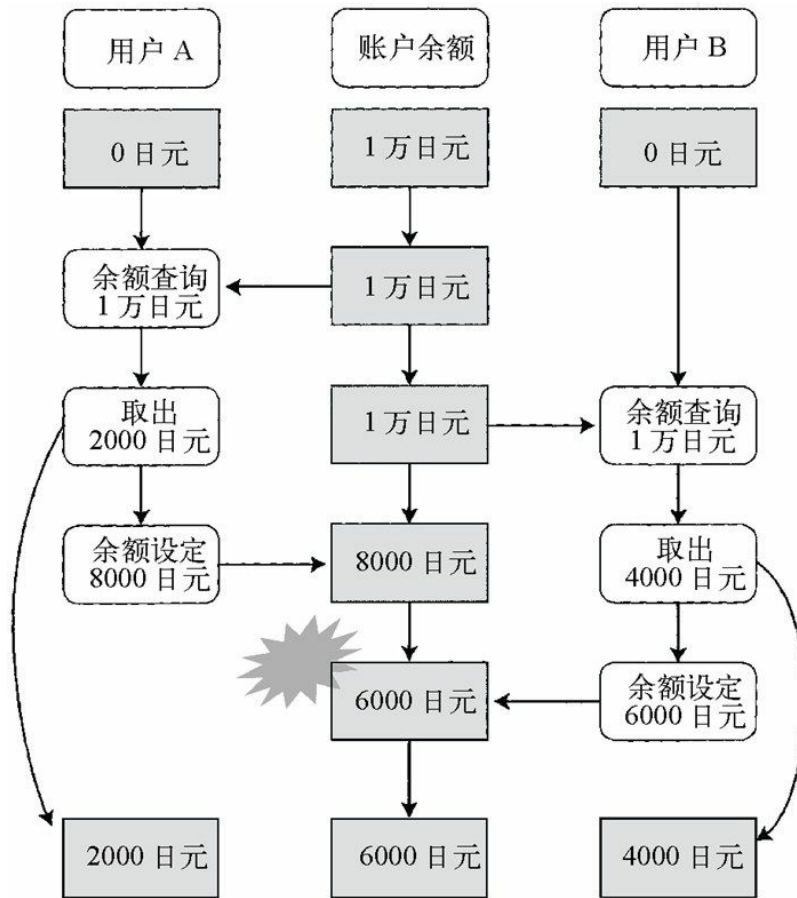 用户 A
账户余额
用户 B
0 日元
1 万日元
0 日元
余额查询
1 万日元
1 万日元
取出
2000 日元
1 万日元
余额查询
1 万日元
余额设定
8000 日元
8000 日元
取出
4000 日元
6000 日元
余额设定
6000 日元
2000 日元
6000 日元
4000 日元